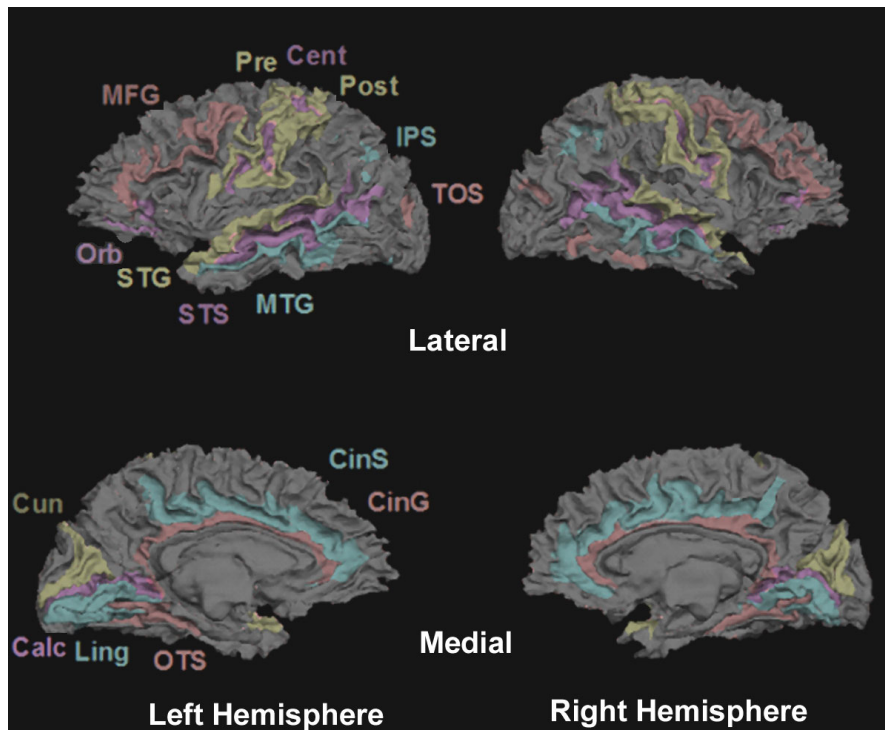 Pre Cent
Post
MFG
IPS
TOS
Orb
STG
STS MTG
Lateral
CinS
Cun
CinG
Calc Ling
OTS
Medial
Left Hemisphere Right Hemisphere